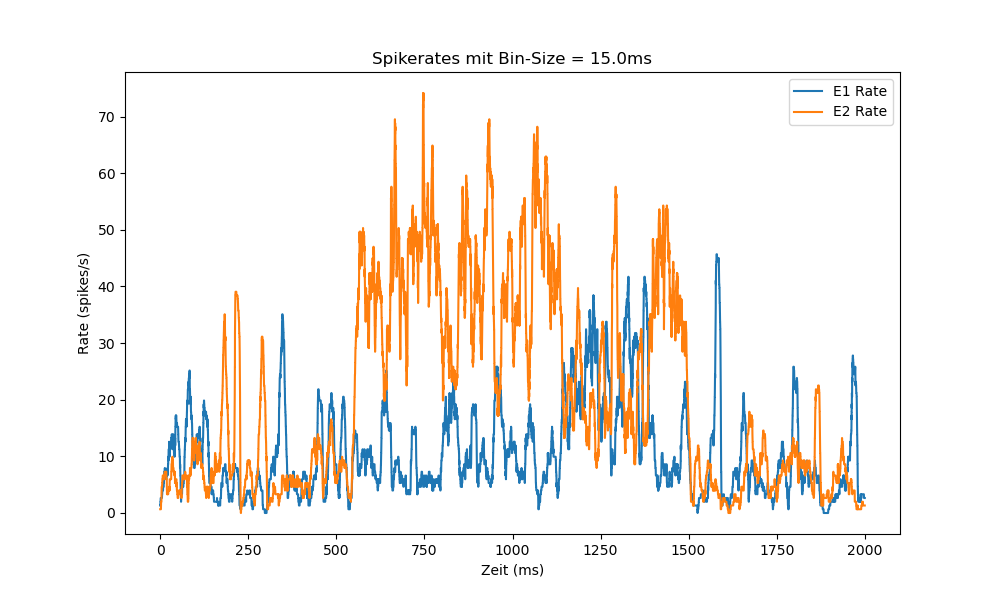 Spikerates mit Bin-Size = 15.0ms
E1 Rate
E2 Rate
Rate (spikes/s)
70
60
50
40
30
20
10
0
0 250 500 750 1000 1250 1500 1750 2000
Zeit (ms)